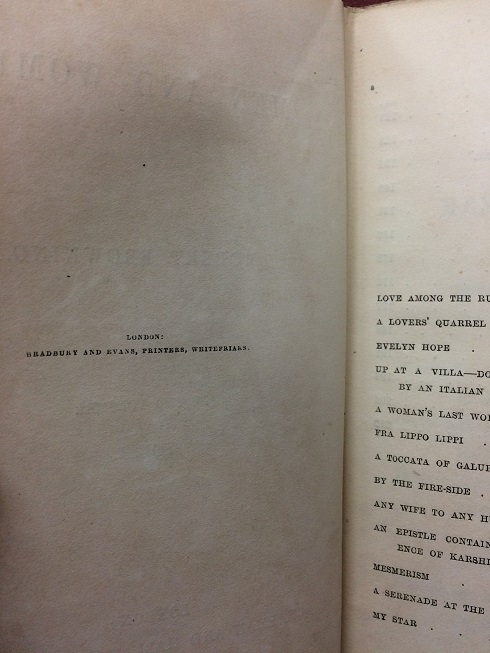 LONDON:
BRADBURY AND EVANS, PRINTERS, WHITEFRIARS.
LOVE AMONG THE RU
A LOVERS' QUARREL
EVELYN HOPE .
UP AT A VILLA—DO
BY AN ITALIAN
A WOMAN'S LAST WO
FRA LIPPO LIPPI .
A TOCCATA OF GALUP
BY THE FIRE-SIDE .
ANY WIFE TO ANY H
AN EPISTLE CONTAIN
ENCE OF KARSHI
MESMERISM .
A SERENADE AT THE
MY STAR .